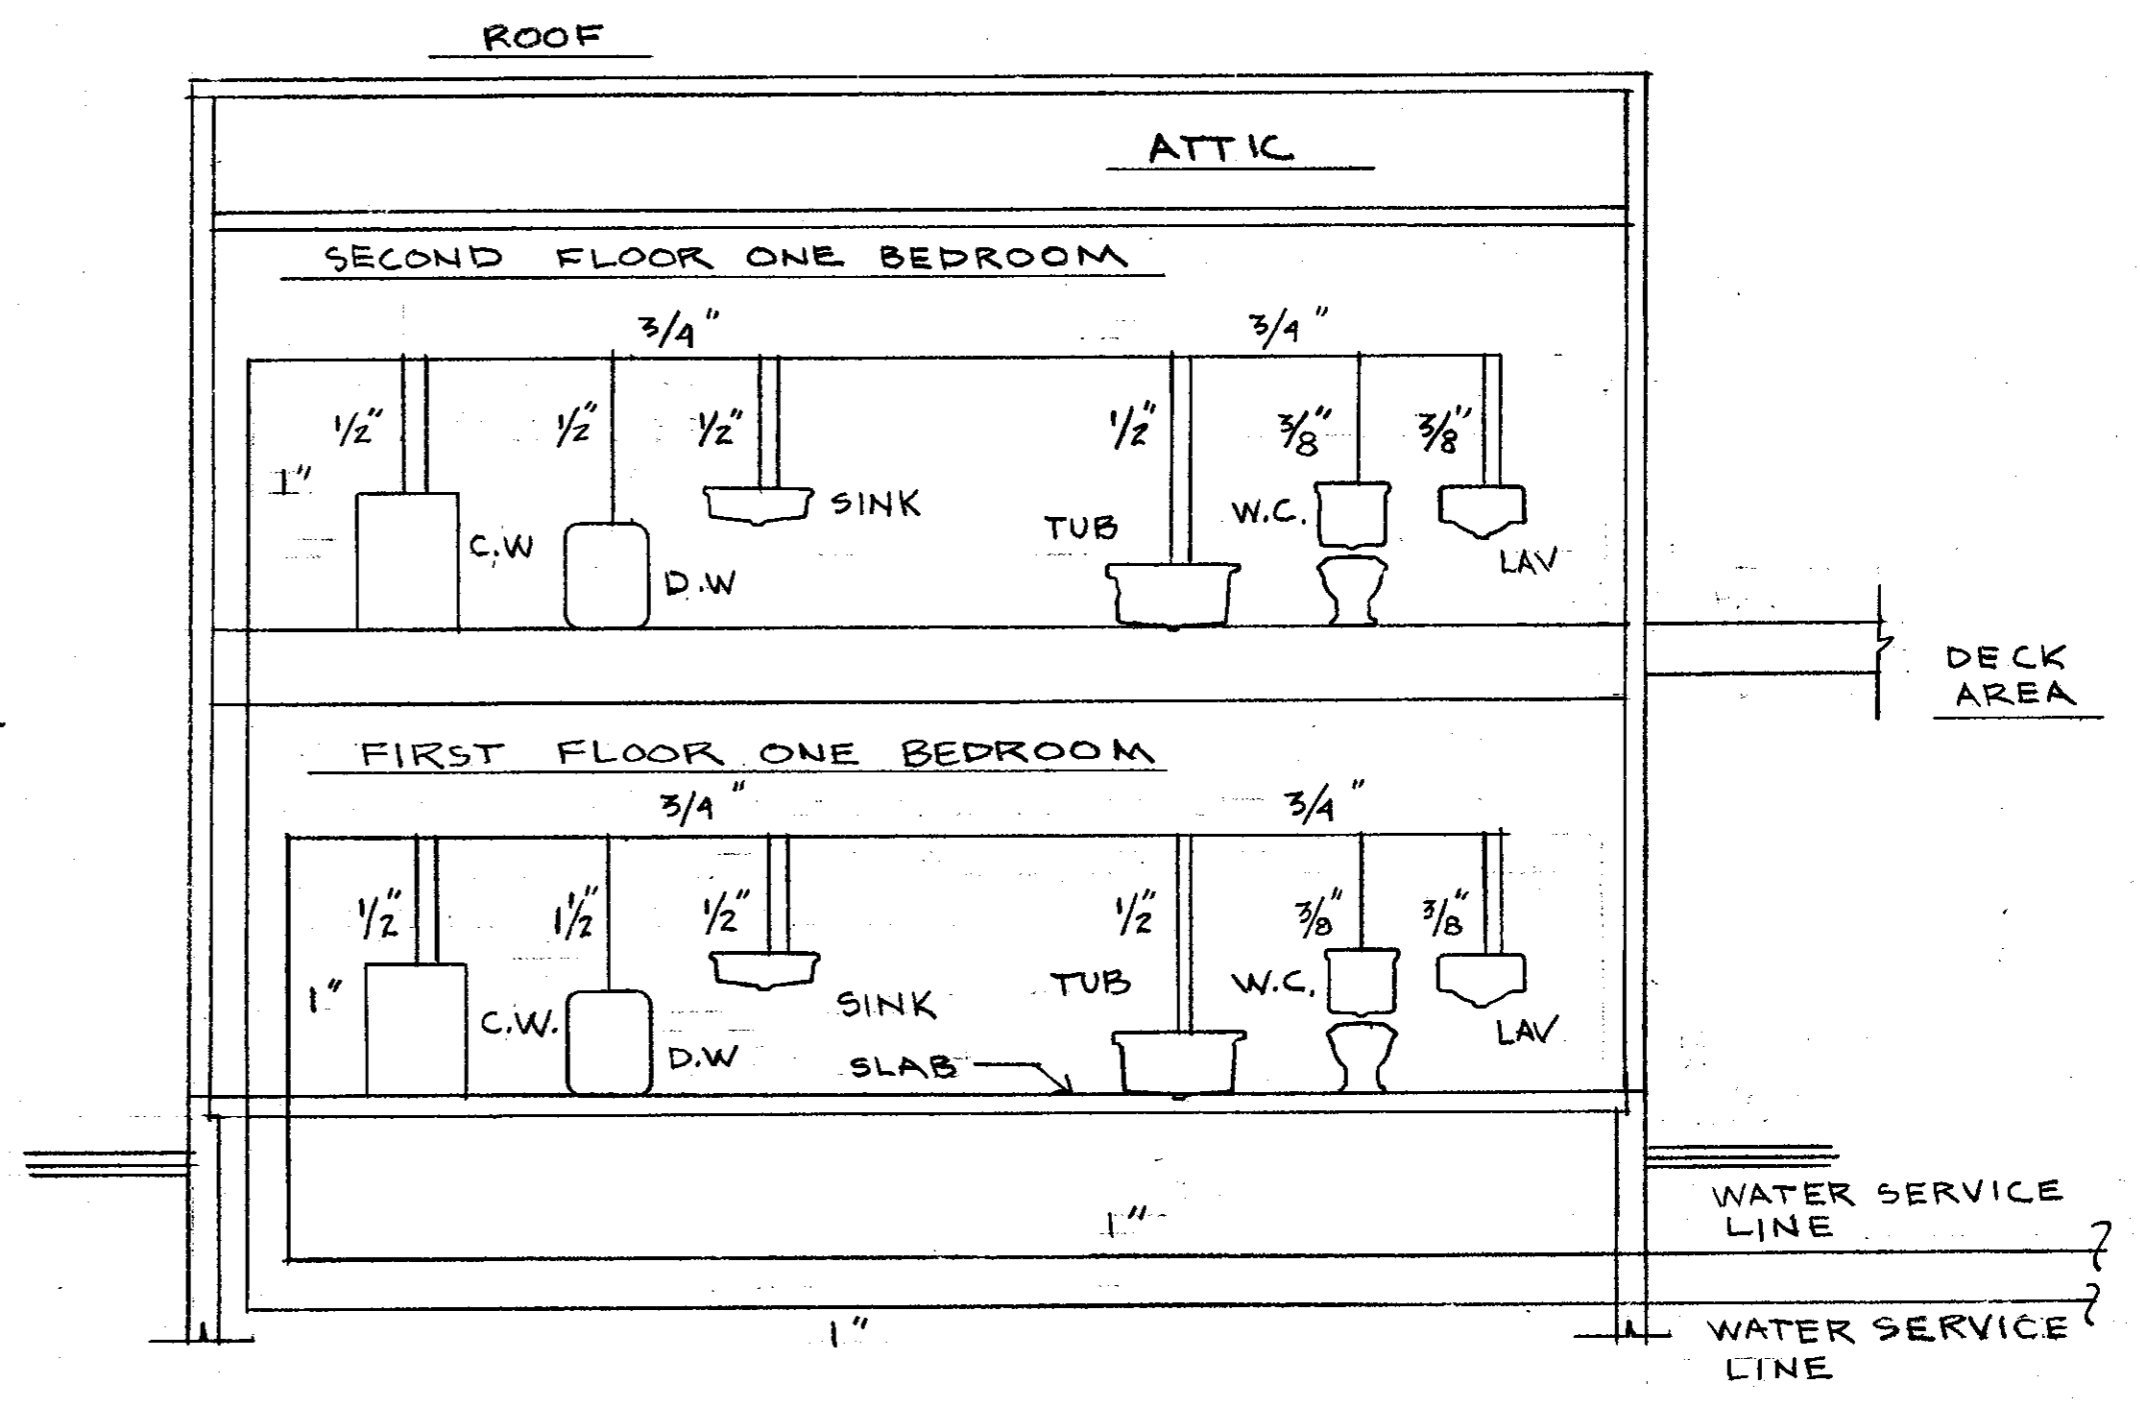 ROOF
ATTIC
SECOND FLOOR ONE BEDROOM
3/4" 3/4"
1/2" 1/2" 1/2" 1/2" 3/8" 3/8"
1"
SINK
W.C.
TUB
C.W
LAV
D.W
DECK
AREA
FIRST FLOOR ONE BEDROOM
3/4" 3/4"
1/2" 1 1/2" 1/2" 1/2" 3/8" 3/8"
1"
TUB
W.C.
SINK
C.W.
LAV
D.W
SLAB
WATER SERVICE
LINE
1"
1"
WATER SERVICE
LINE